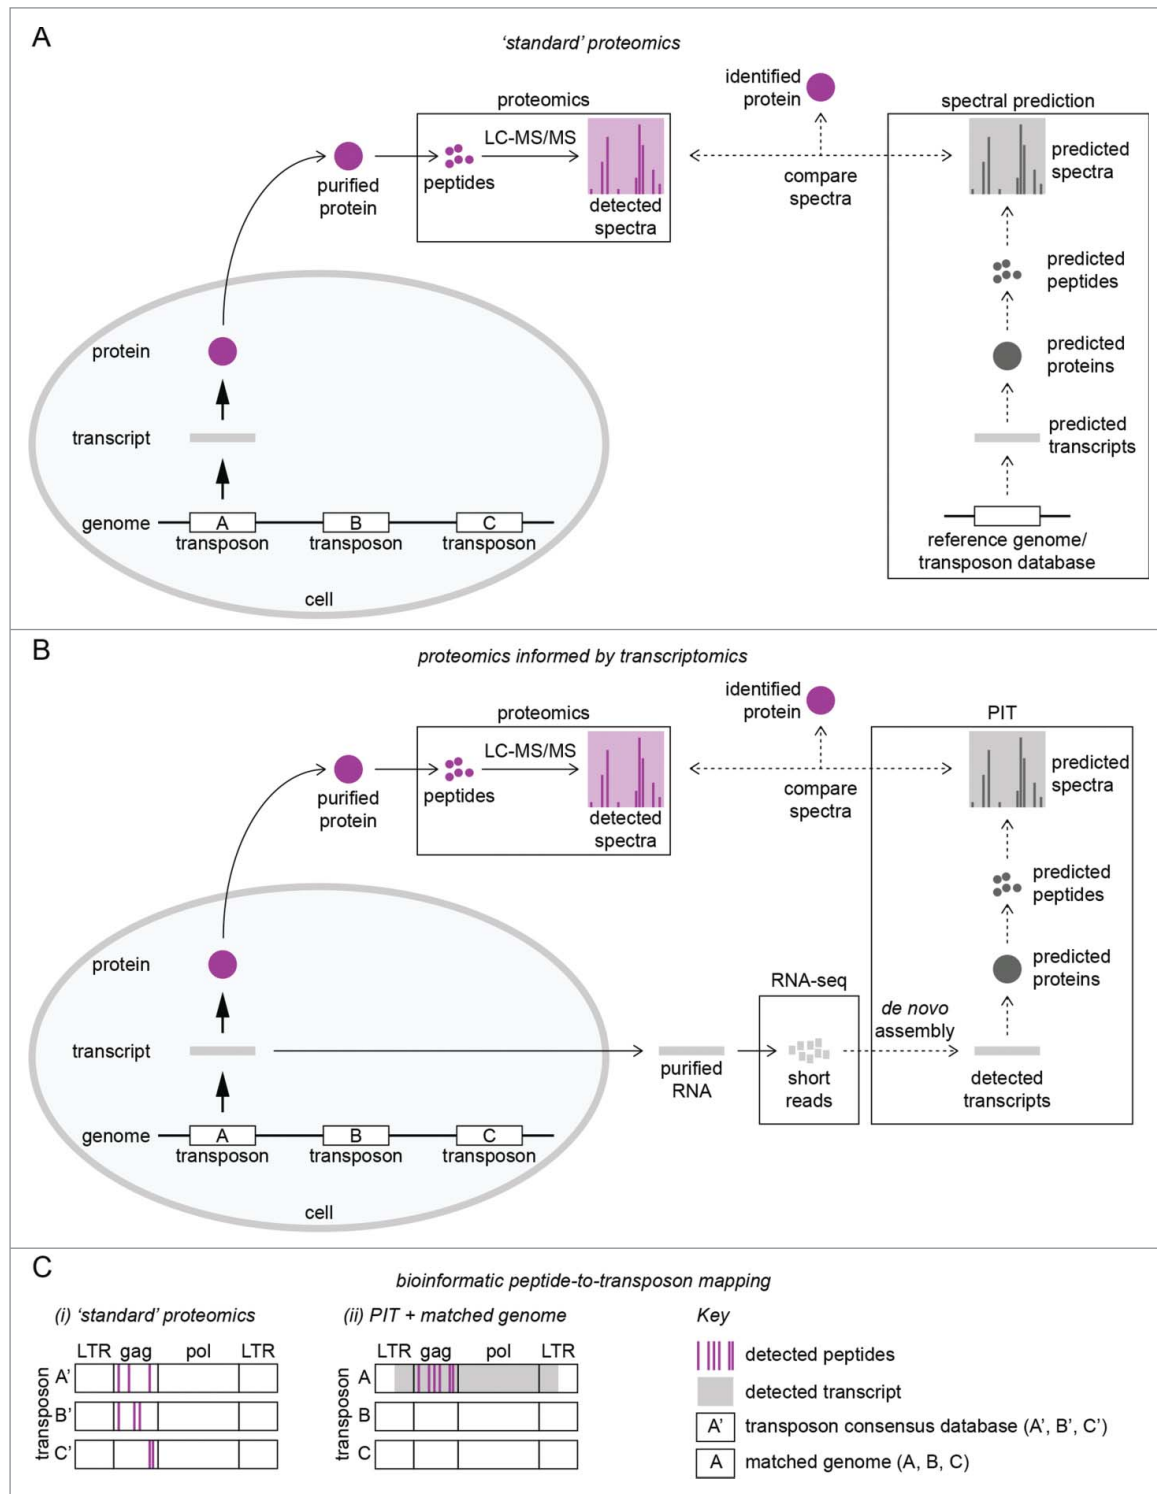 A
'standard' proteomics
identified
protein
proteomics
spectral prediction
LC-MS/MS
predicted
spectra
purified
protein
peptides
detected
spectra
compare
spectra
predicted
peptides
protein
predicted
proteins
transcript
predicted
transcripts
genome
A
B
C
transposon
transposon
transposon
reference genome/
transposon database
cell
B
proteomics informed by transcriptomics
identified
protein
proteomics
PIT
LC-MS/MS
predicted
spectra
purified
protein
peptides
detected
spectra
compare
spectra
predicted
peptides
protein
predicted
proteins
RNA-seq
de novo
assembly
transcript
purified
RNA
short
reads
detected
transcripts
genome
A
B
C
transposon
transposon
transposon
cell
C
bioinformatic peptide-to-transposon mapping
(i) 'standard' proteomics
LTR gag pol LTR
transposon
A'
B'
C'
(ii) PIT + matched genome
LTR gag pol LTR
transposon
A
B
C
Key
detected peptides
detected transcript
A' transposon consensus database (A', B', C')
A matched genome (A, B, C)